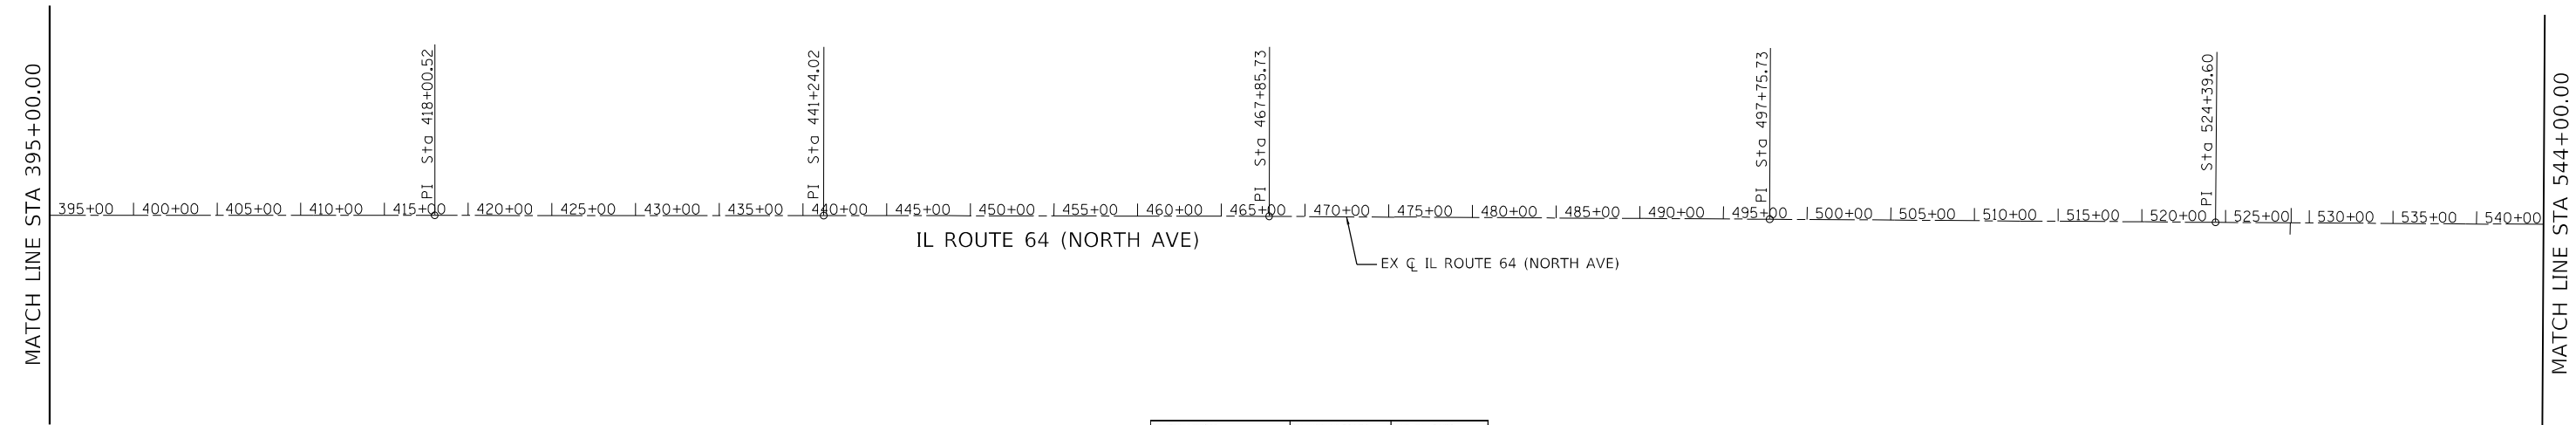 MATCH LINE STA 395+00.00
PI Sta 418+00.52
PI Sta 441+24.02
PI Sta 467+85.73
PI Sta 497+75.73
PI Sta 524+39.60
MATCH LINE STA 544+00.00
395+00 400+00 405+00 410+00 415+00 420+00 425+00 430+00 435+00 440+00 445+00 450+00 455+00 460+00 465+00 470+00 475+00 480+00 485+00 490+00 495+00 500+00 505+00 510+00 515+00 520+00 525+00 530+00 535+00 540+00
IL ROUTE 64 (NORTH AVE)
EX ℄ IL ROUTE 64 (NORTH AVE)